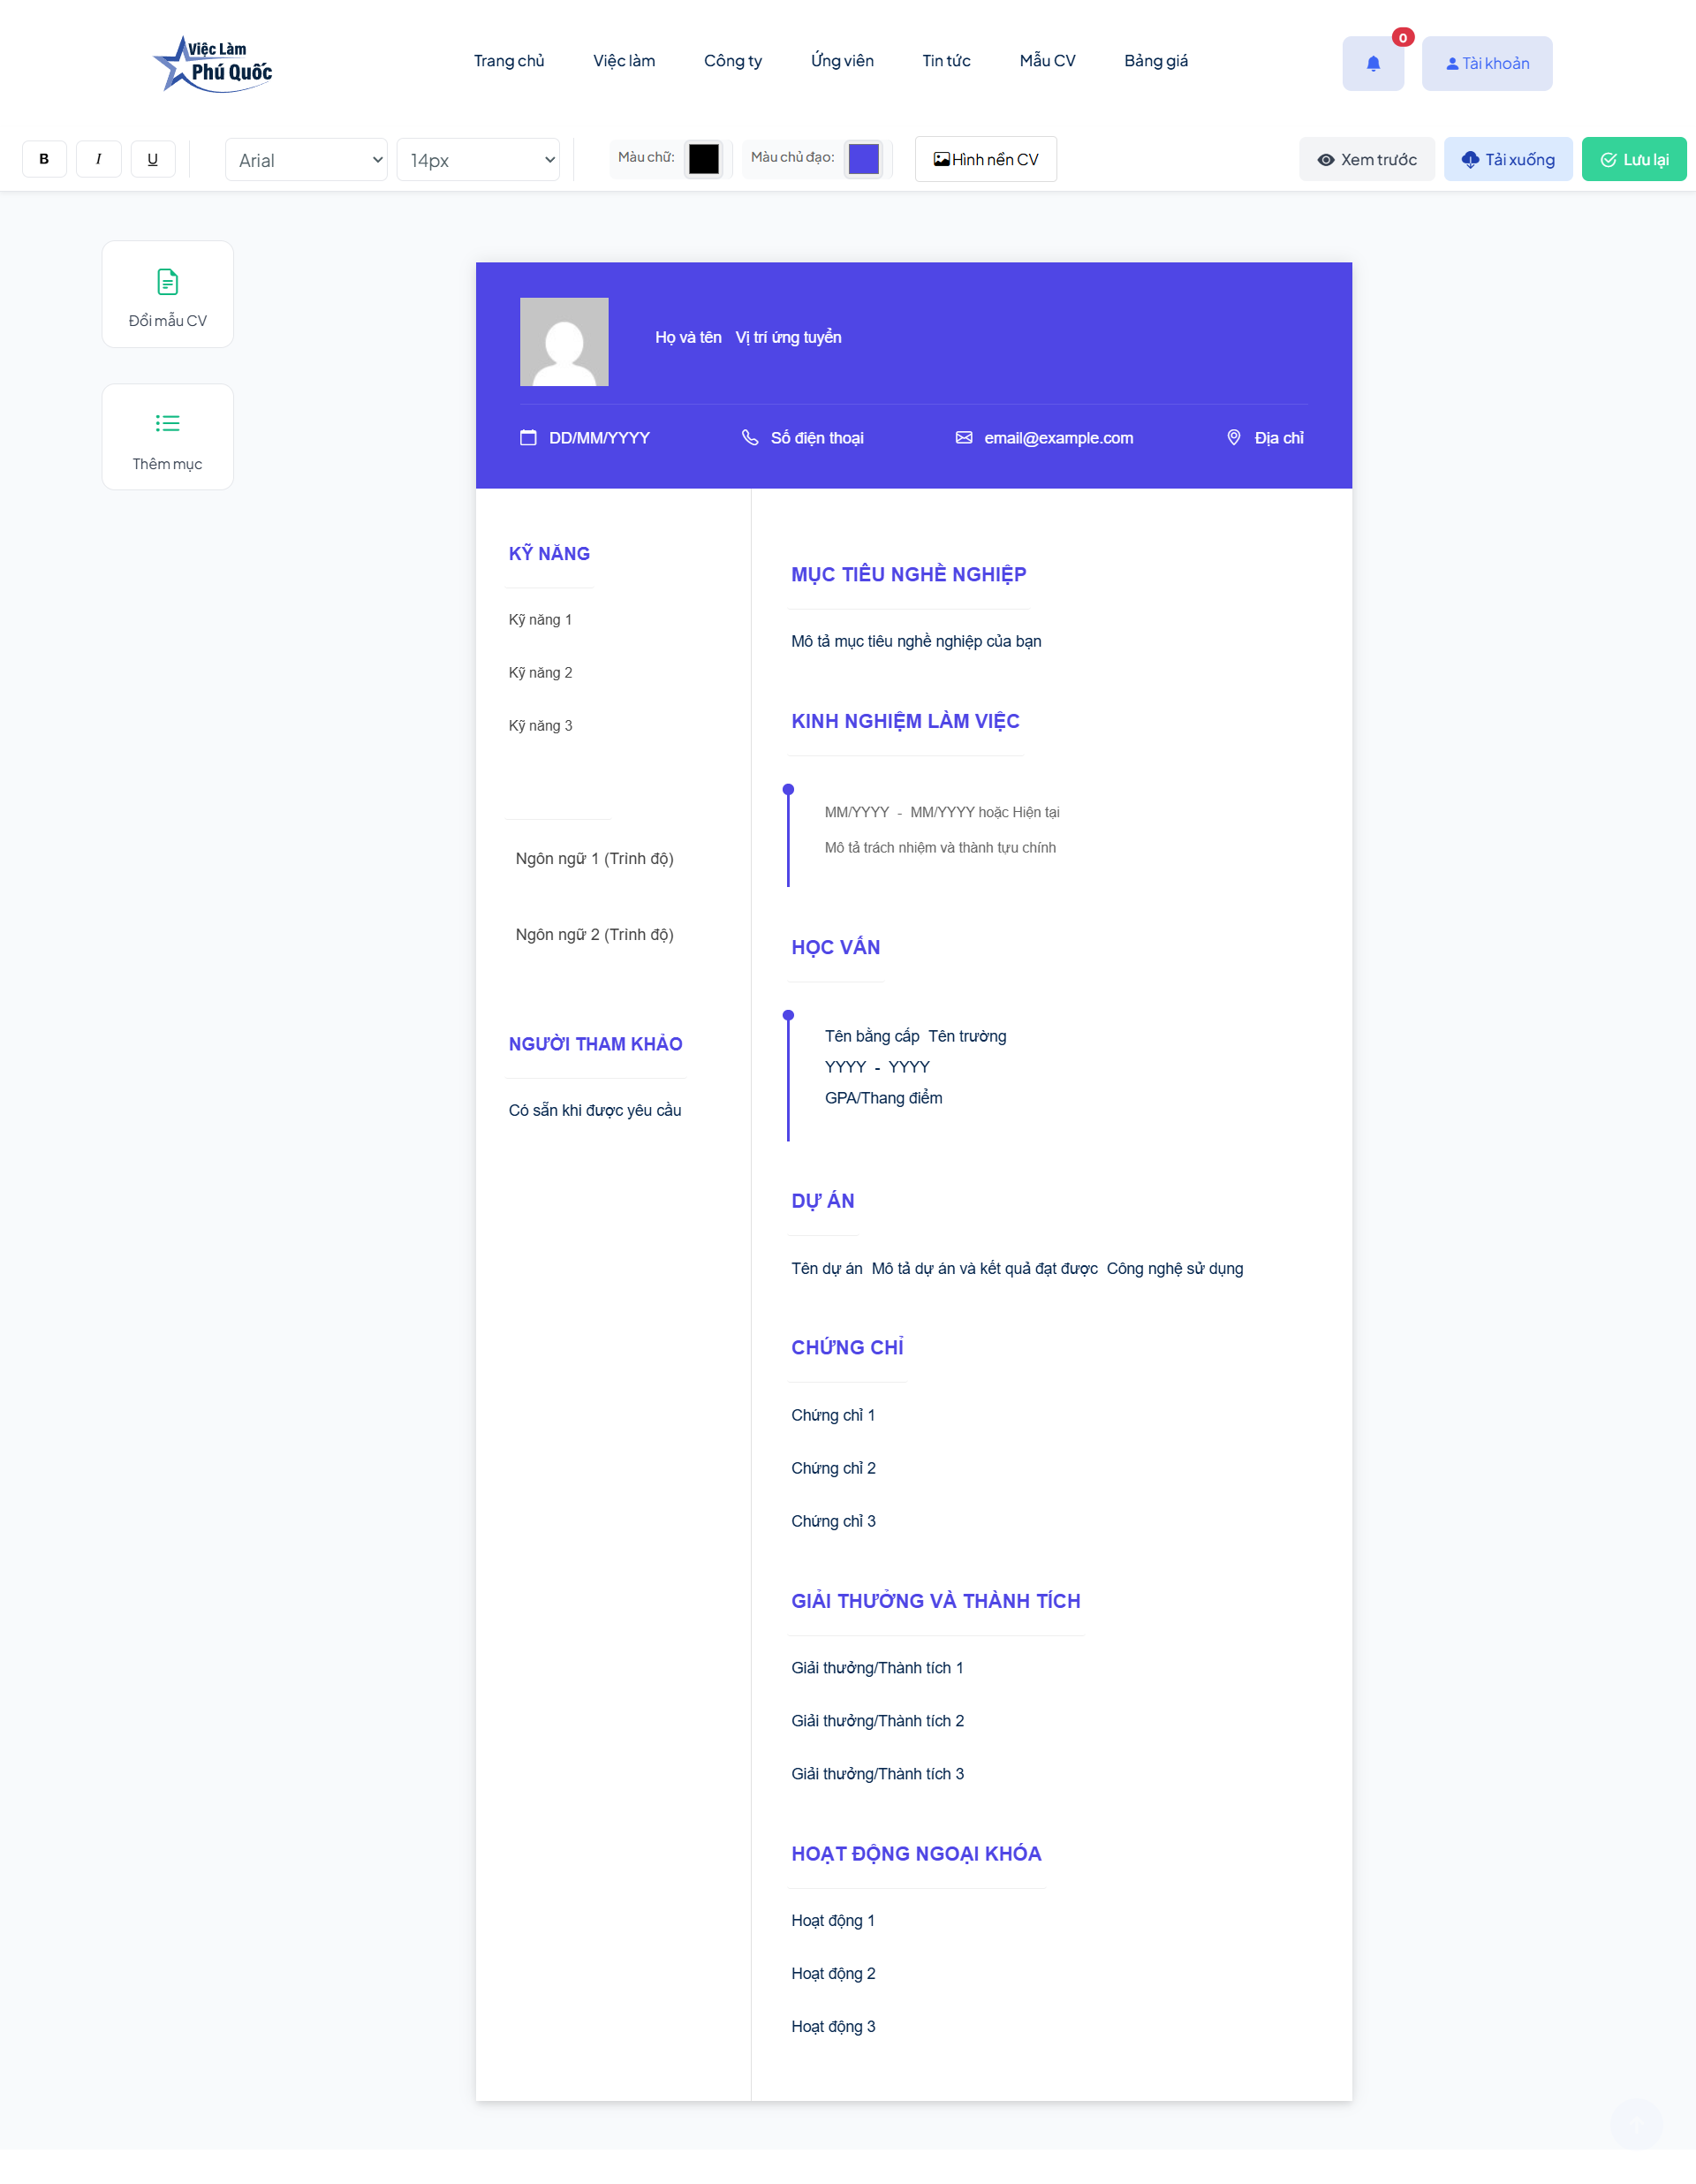 Việc Làm
Phú Quốc
Trang chủ Việc làm Công ty Ứng viên Tin tức Mẫu CV Bảng giá
0
Tài khoản
B I U Arial 14px Màu chữ: Màu chủ đạo: Hình nền CV Xem trước Tải xuống Lưu lại
Đổi mẫu CV
Thêm mục
Họ và tên Vị trí ứng tuyển
DD/MM/YYYY Số điện thoại email@example.com Địa chỉ
KỸ NĂNG
Kỹ năng 1
Kỹ năng 2
Kỹ năng 3
Ngôn ngữ 1 (Trình độ)
Ngôn ngữ 2 (Trình độ)
NGƯỜI THAM KHẢO
Có sẵn khi được yêu cầu
MỤC TIÊU NGHỀ NGHIỆP
Mô tả mục tiêu nghề nghiệp của bạn
KINH NGHIỆM LÀM VIỆC
MM/YYYY - MM/YYYY hoặc Hiện tại
Mô tả trách nhiệm và thành tựu chính
HỌC VẤN
Tên bằng cấp Tên trường
YYYY - YYYY
GPA/Thang điểm
DỰ ÁN
Tên dự án Mô tả dự án và kết quả đạt được Công nghệ sử dụng
CHỨNG CHỈ
Chứng chỉ 1
Chứng chỉ 2
Chứng chỉ 3
GIẢI THƯỞNG VÀ THÀNH TÍCH
Giải thưởng/Thành tích 1
Giải thưởng/Thành tích 2
Giải thưởng/Thành tích 3
HOẠT ĐỘNG NGOẠI KHÓA
Hoạt động 1
Hoạt động 2
Hoạt động 3